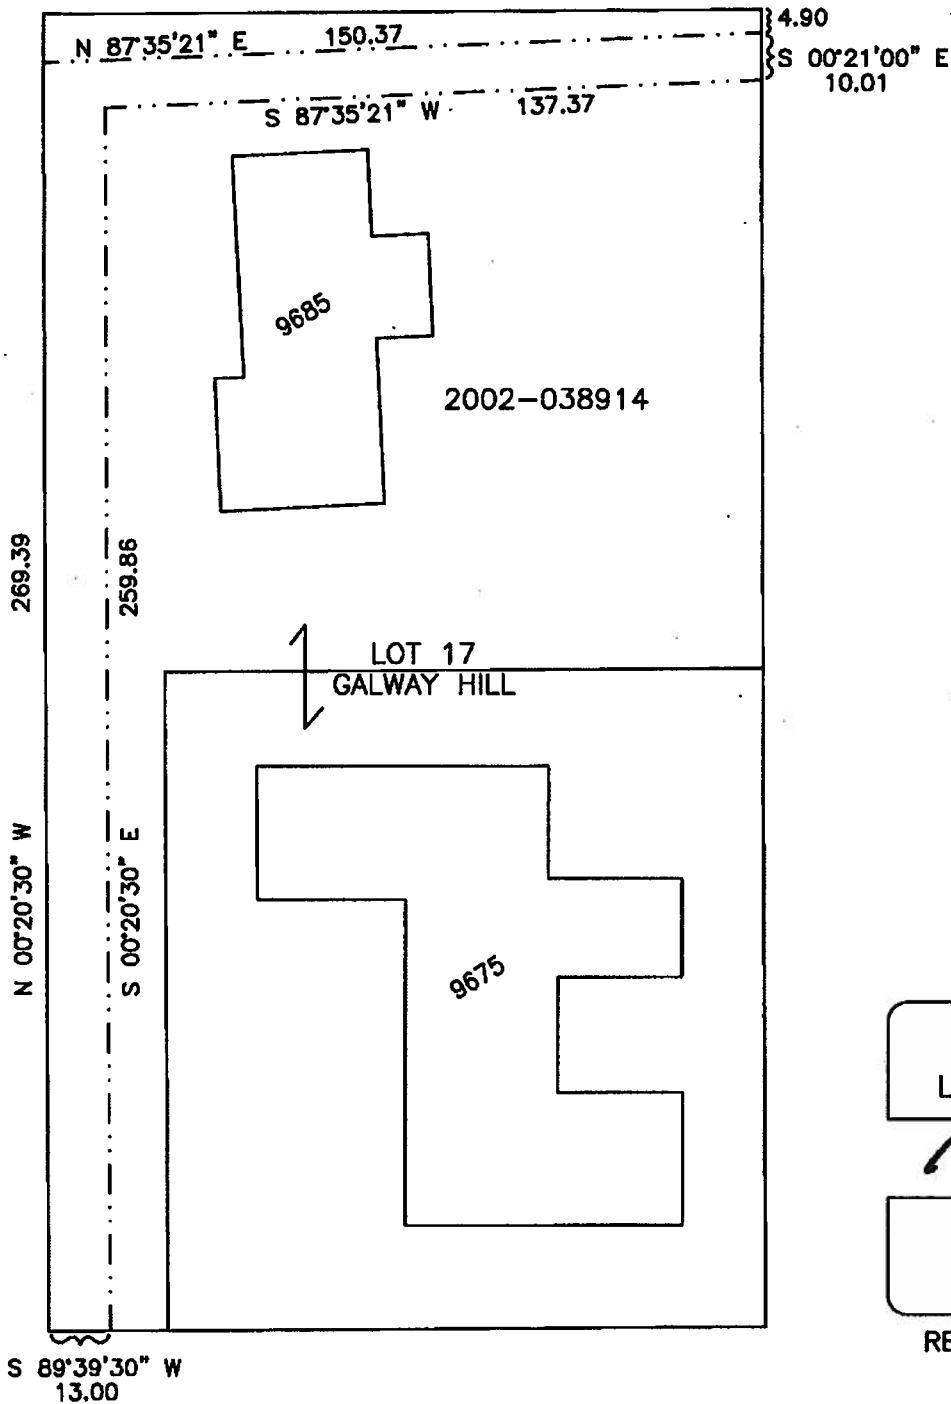 4.90
N 87°35'21" E 150.37
S 00°21'00" E
10.01
S 87°35'21" W 137.37
9685
2002-038914
269.39
259.86
LOT 17
GALWAY HILL
N 00°20'30" W
S 00°20'30" E
9675
L
RE
S 89°39'30" W
13.00